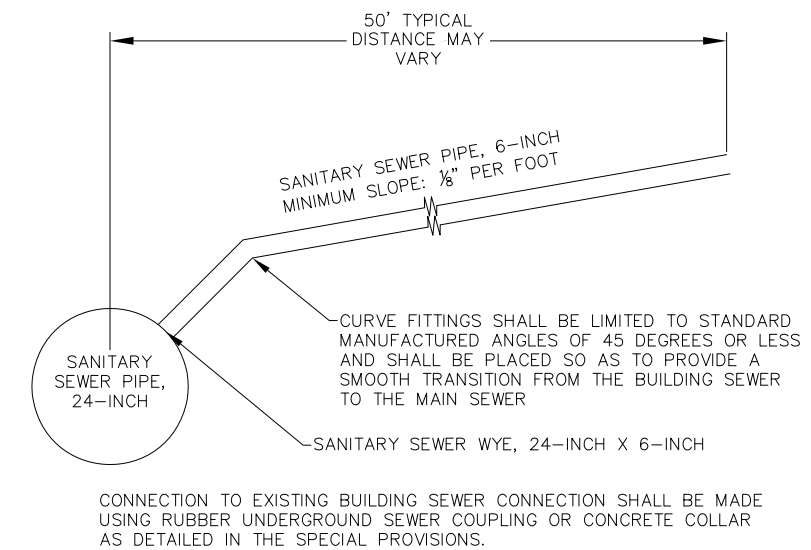 50' TYPICAL
DISTANCE MAY
VARY
SANITARY SEWER PIPE, 6-INCH
MINIMUM SLOPE: ⅛" PER FOOT
CURVE FITTINGS SHALL BE LIMITED TO STANDARD
MANUFACTURED ANGLES OF 45 DEGREES OR LESS
AND SHALL BE PLACED SO AS TO PROVIDE A
SMOOTH TRANSITION FROM THE BUILDING SEWER
TO THE MAIN SEWER
SANITARY
SEWER PIPE,
24-INCH
SANITARY SEWER WYE, 24-INCH X 6-INCH
CONNECTION TO EXISTING BUILDING SEWER CONNECTION SHALL BE MADE
USING RUBBER UNDERGROUND SEWER COUPLING OR CONCRETE COLLAR
AS DETAILED IN THE SPECIAL PROVISIONS.